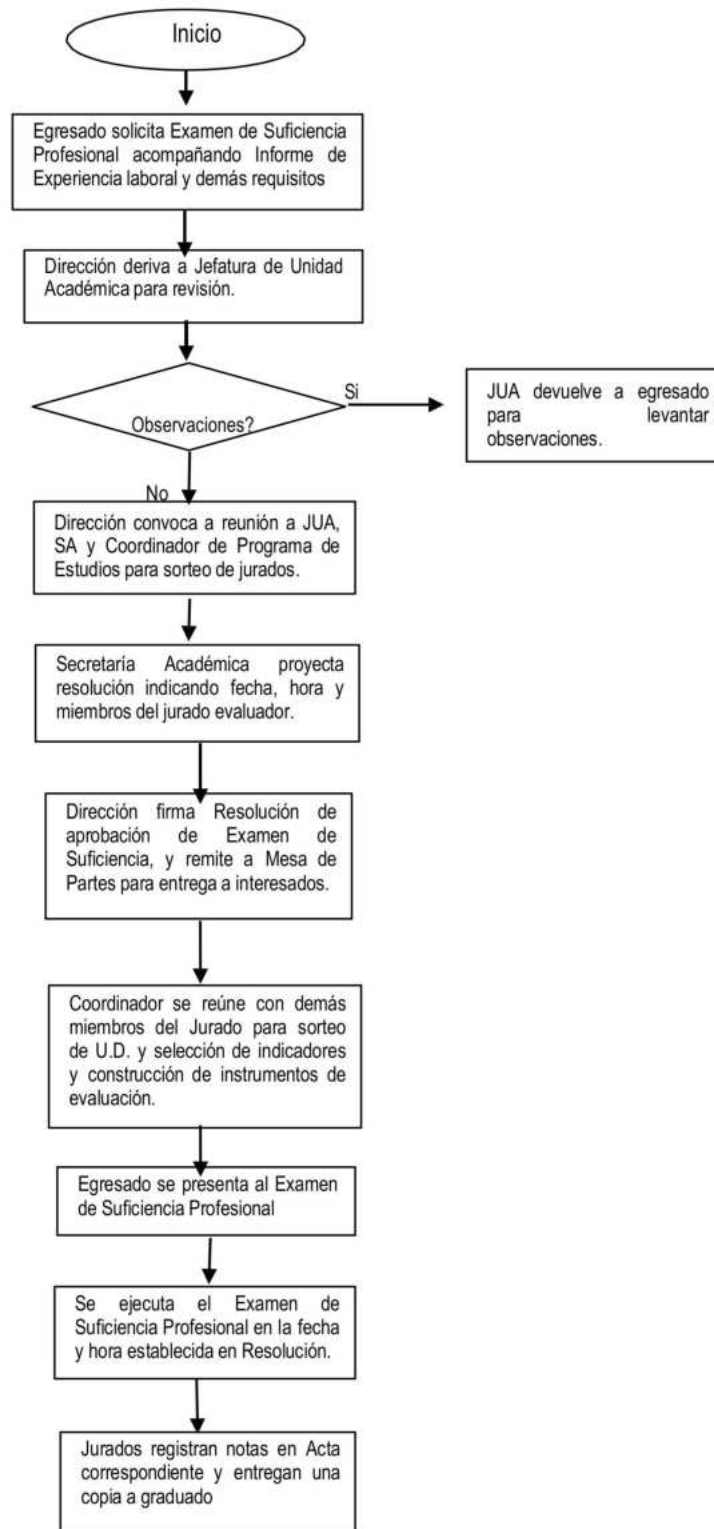 Inicio
Egresado solicita Examen de Suficiencia
Profesional acompañando Informe de
Experiencia laboral y demás requisitos
Dirección deriva a Jefatura de Unidad
Académica para revisión.
Observaciones?
Si
JUA devuelve a egresado
para levantar
observaciones.
No
Dirección convoca a reunión a JUA,
SA y Coordinador de Programa de
Estudios para sorteo de jurados.
Secretaría Académica proyecta
resolución indicando fecha, hora y
miembros del jurado evaluador.
Dirección firma Resolución de
aprobación de Examen de
Suficiencia, y remite a Mesa de
Partes para entrega a interesados.
Coordinador se reúne con demás
miembros del Jurado para sorteo
de U.D. y selección de indicadores
y construcción de instrumentos de
evaluación.
Egresado se presenta al Examen
de Suficiencia Profesional
Se ejecuta el Examen de
Suficiencia Profesional en la fecha
y hora establecida en Resolución.
Jurados registran notas en Acta
correspondiente y entregan una
copia a graduado